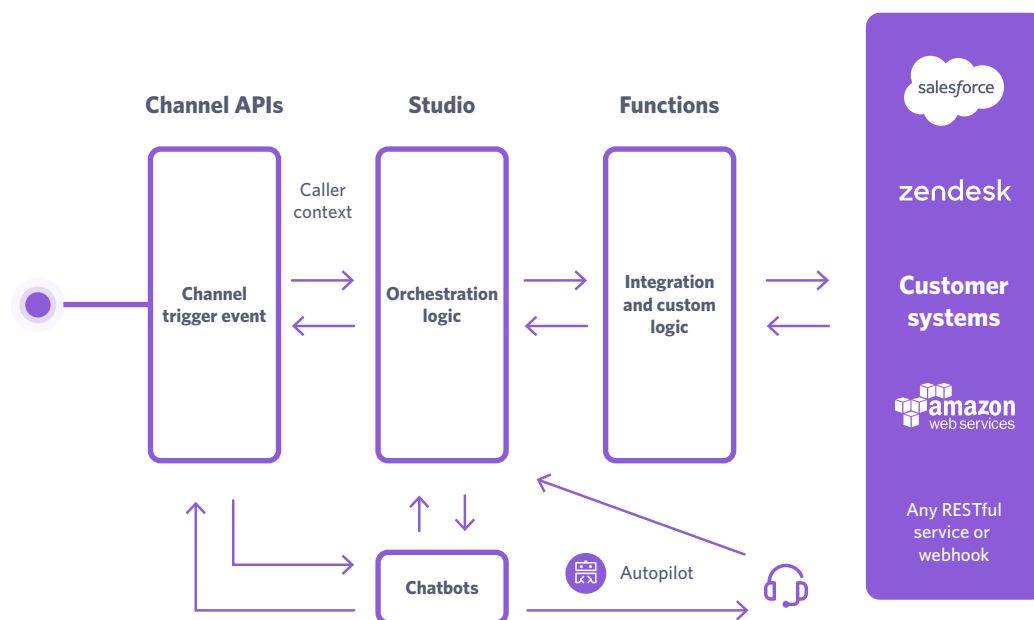 Channel APIs
Studio
Functions
Caller
context
Channel
trigger event
Orchestration
logic
Integration
and custom
logic
Chatbots
Autopilot
salesforce
zendesk
Customer
systems
amazon
web services
Any RESTful
service or
webhook